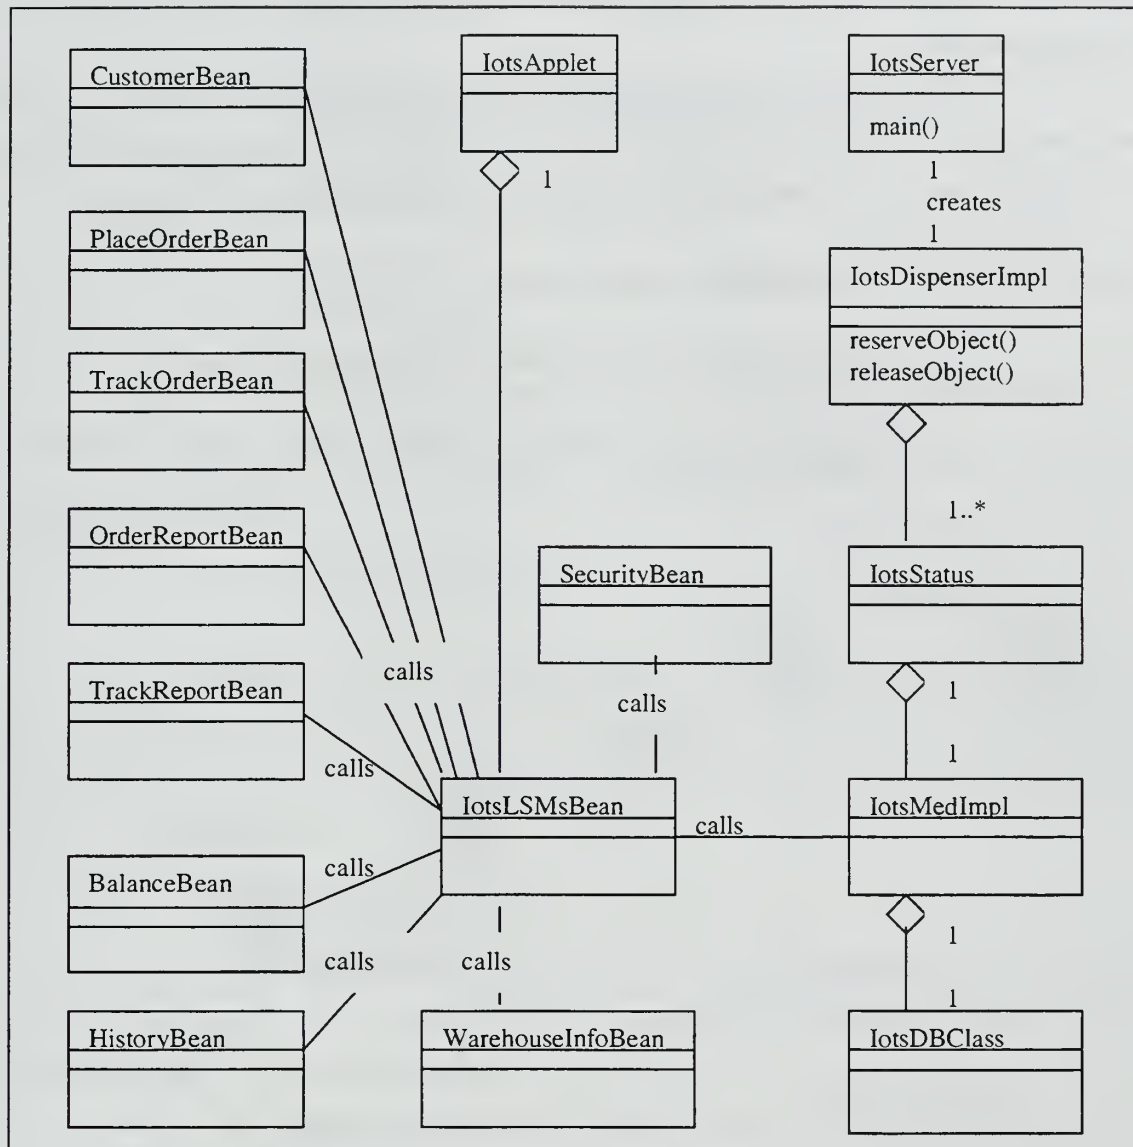 CustomerBean
IotsApplet
IotsServer
main()
1
1
creates
1
PlaceOrderBean
IotsDispenserImpl
reserveObject()
releaseObject()
TrackOrderBean
1..*
OrderReportBean
SecurityBean
IotsStatus
calls
TrackReportBean
1
calls
calls
1
IotsLSMsBean
IotsMedImpl
calls
calls
BalanceBean
1
calls
calls
1
HistoryBean
WarehouseInfoBean
IotsDBClass